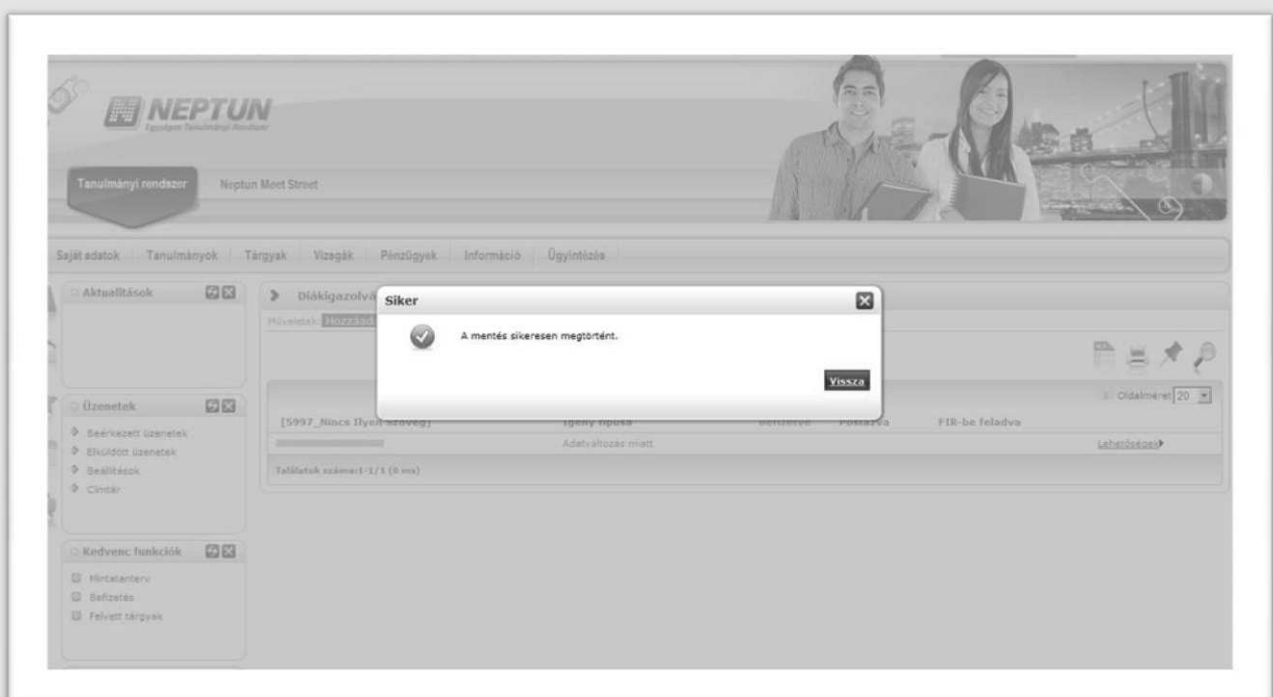 NEPTUN
Egységes Tanulmányi Rendszer
Tanulmányi rendszer
Neptun Meet Street
Saját adatok Tanulmányok Tárgyak Vizsgák Pénzügyek Információ Ügyintézés
Aktualitások
Diákigazolvá
Műveletek: Hozzáad
Siker
A mentés sikeresen megtörtént.
Vissza
Oldalméret 20
Üzenetek
Beérkezett üzenetek
Elküldött üzenetek
Beállítások
Címtár
[5997_Nincs Ilyen Szöveg] Igény típusa Befizetve Postázva FIR-be feladva
Adatváltozás miatt Lehetőségek
Találatok száma:1-1/1 (0 ms)
Kedvenc funkciók
Mintatanterv
Befizetés
Felvett tárgyak